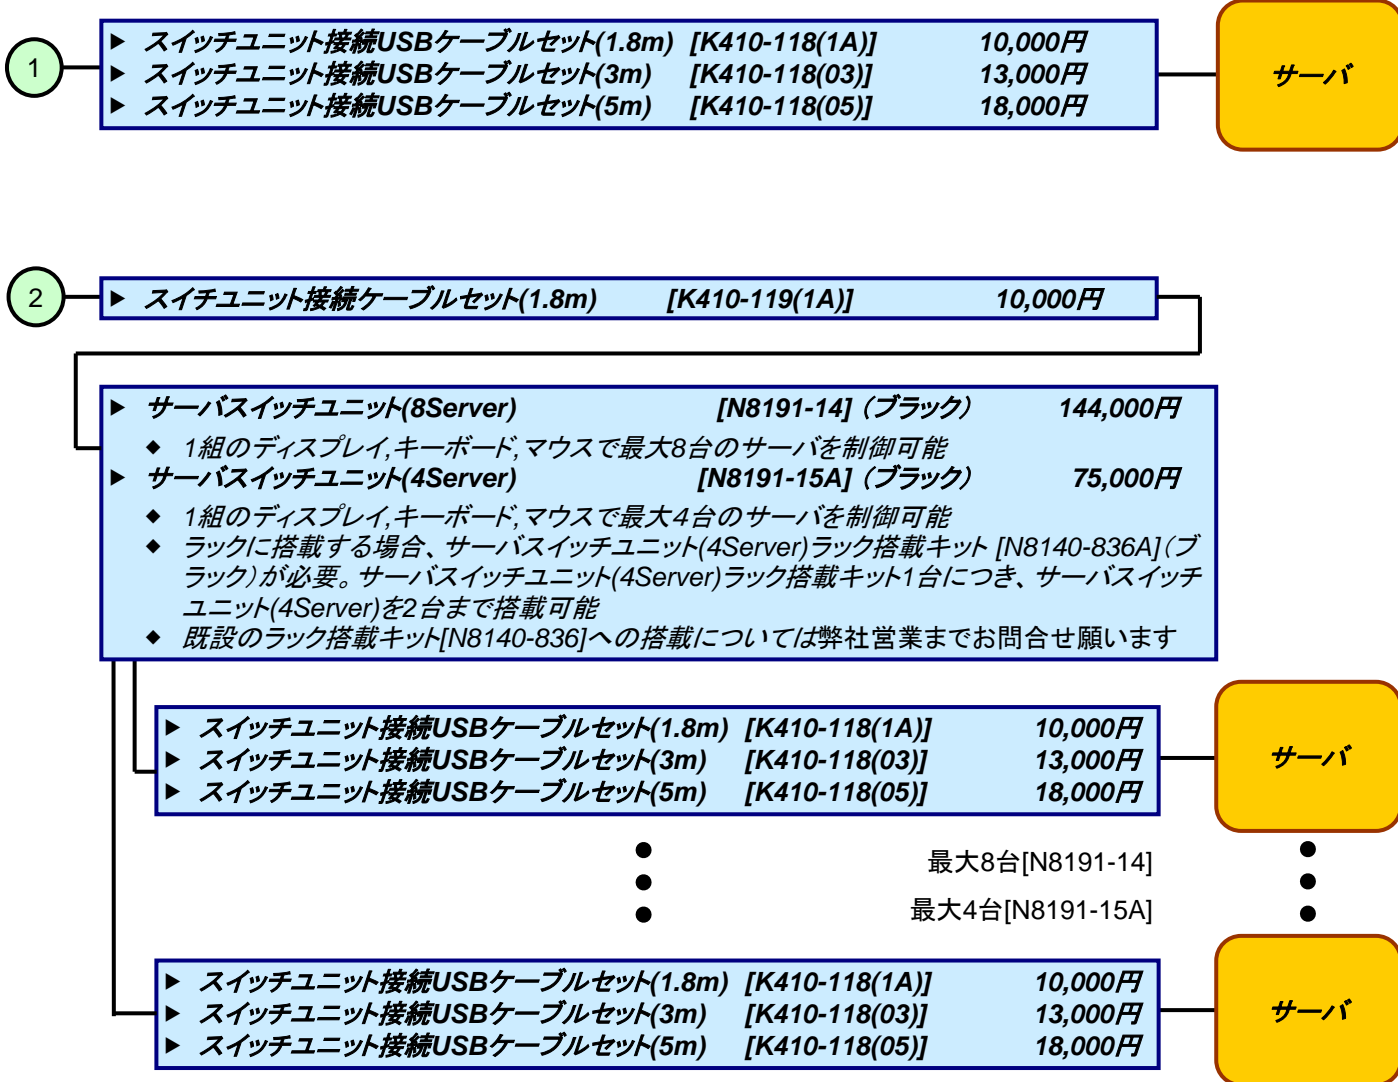 1
▶ スイッチユニット接続USBケーブルセット(1.8m) [K410-118(1A)] 10,000円
▶ スイッチユニット接続USBケーブルセット(3m) [K410-118(03)] 13,000円
▶ スイッチユニット接続USBケーブルセット(5m) [K410-118(05)] 18,000円
サーバ
2
▶ スイチユニット接続ケーブルセット(1.8m) [K410-119(1A)] 10,000円
▶ サーバスイッチユニット(8Server) [N8191-14]（ブラック） 144,000円
◆ 1組のディスプレイ,キーボード,マウスで最大8台のサーバを制御可能
▶ サーバスイッチユニット(4Server) [N8191-15A]（ブラック） 75,000円
◆ 1組のディスプレイ,キーボード,マウスで最大４台のサーバを制御可能
◆ ラックに搭載する場合、サーバスイッチユニット(4Server)ラック搭載キット [N8140-836A]（ブ
ラック）が必要。サーバスイッチユニット(4Server)ラック搭載キット1台につき、サーバスイッチ
ユニット(4Server)を2台まで搭載可能
◆ 既設のラック搭載キット[N8140-836]への搭載については弊社営業までお問合せ願います
▶ スイッチユニット接続USBケーブルセット(1.8m) [K410-118(1A)] 10,000円
▶ スイッチユニット接続USBケーブルセット(3m) [K410-118(03)] 13,000円
▶ スイッチユニット接続USBケーブルセット(5m) [K410-118(05)] 18,000円
サーバ
最大8台[N8191-14]
最大4台[N8191-15A]
▶ スイッチユニット接続USBケーブルセット(1.8m) [K410-118(1A)] 10,000円
▶ スイッチユニット接続USBケーブルセット(3m) [K410-118(03)] 13,000円
▶ スイッチユニット接続USBケーブルセット(5m) [K410-118(05)] 18,000円
サーバ